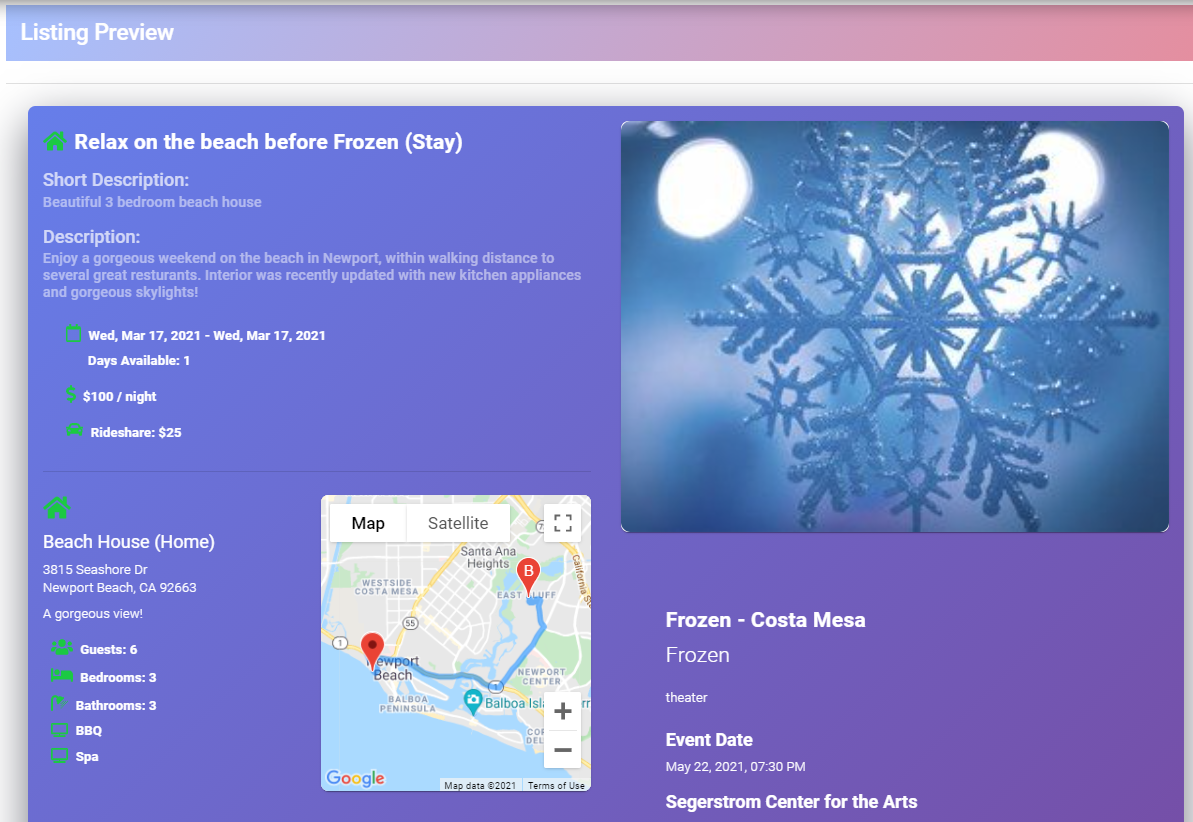 Listing Preview
Relax on the beach before Frozen (Stay)
Short Description:
Beautiful 3 bedroom beach house
Description:
Enjoy a gorgeous weekend on the beach in Newport, within walking distance to
several great resturants. Interior was recently updated with new kitchen appliances
and gorgeous skylights!
Wed, Mar 17, 2021 - Wed, Mar 17, 2021
Days Available: 1
$ $100 / night
Rideshare: $25
Beach House (Home)
3815 Seashore Dr
Newport Beach, CA 92663
A gorgeous view!
Guests: 6
Bedrooms: 3
Bathrooms: 3
BBQ
Spa
Map
Satellite
Santa Ana
Heights
WESTSIDE
COSTA MESA
B
55
1
California
Newport
Beach
NEWPORT
CENTER
1
BALBOA
PENINSULA
Balboa
Google
Map data ©2021
Terms of Use
Frozen - Costa Mesa
Frozen
theater
Event Date
May 22, 2021, 07:30 PM
Segerstrom Center for the Arts